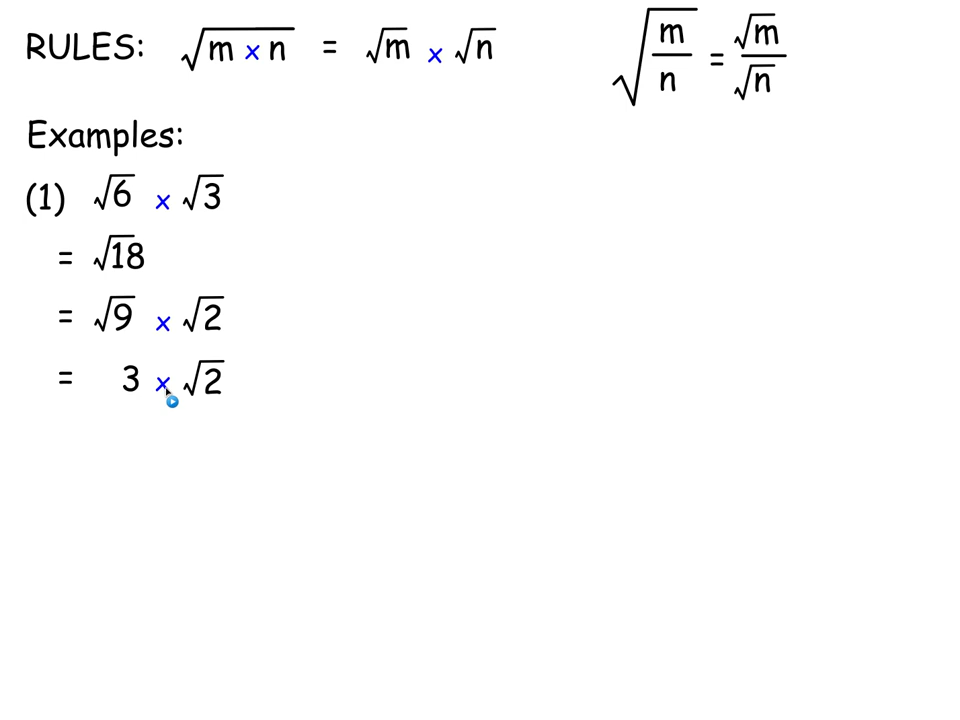 RULES: √(m x n) = √m x √n √(m/n) = √m/√n
Examples:
(1) √6 x √3
= √18
= √9 x √2
= 3 x √2